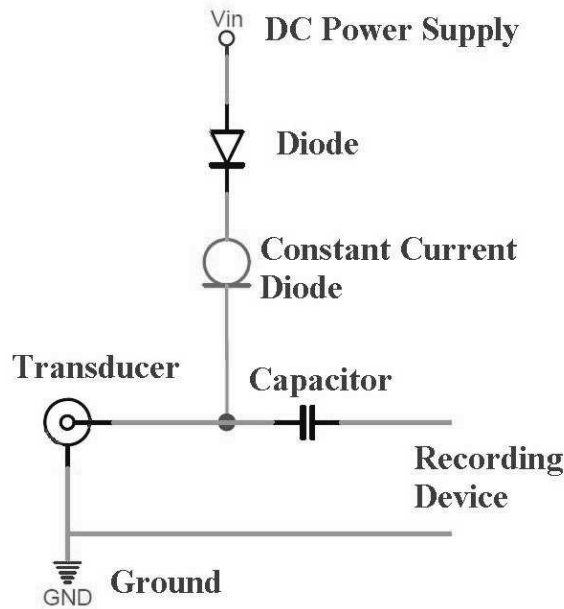 Vin
DC Power Supply
Diode
Constant Current
Diode
Transducer
Capacitor
Recording
Device
GND
Ground